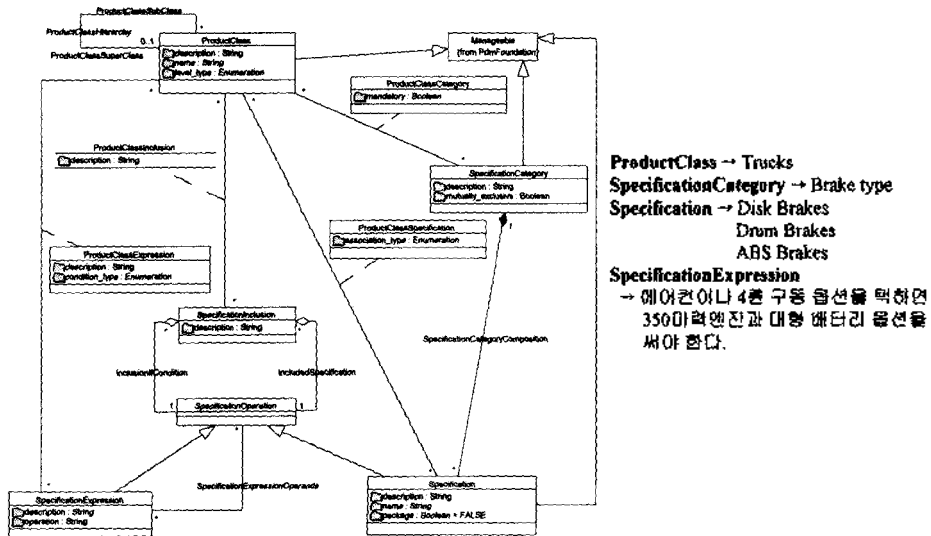 ProductClassSubClass
ProductClassHierarchy
0..1
ProductClassSuperClass
ProductClass
description : String
name : String
level_type : Enumeration
Manageable
(from PdmFoundation)
ProductClassCategory
mandatory : Boolean
ProductClassInclusion
description : String
SpecificationCategory
description : String
mutually_exclusive : Boolean
ProductClassSpecification
association_type : Enumeration
ProductClassExpression
description : String
condition_type : Enumeration
1
SpecificationInclusion
description : String
SpecificationCategoryComposition
InclusionIfCondition
IncludedSpecification
1
SpecificationOperation
1
SpecificationExpressionOperands
SpecificationExpression
description : String
operation : String
Specification
description : String
name : String
package : Boolean = FALSE
ProductClass → Trucks
SpecificationCategory → Brake type
Specification → Disk Brakes
Drum Brakes
ABS Brakes
SpecificationExpression
→ 에어컨이나 4륜 구동 옵션을 택하면
350마력엔진과 대형 배터리 옵션을
써야 한다.